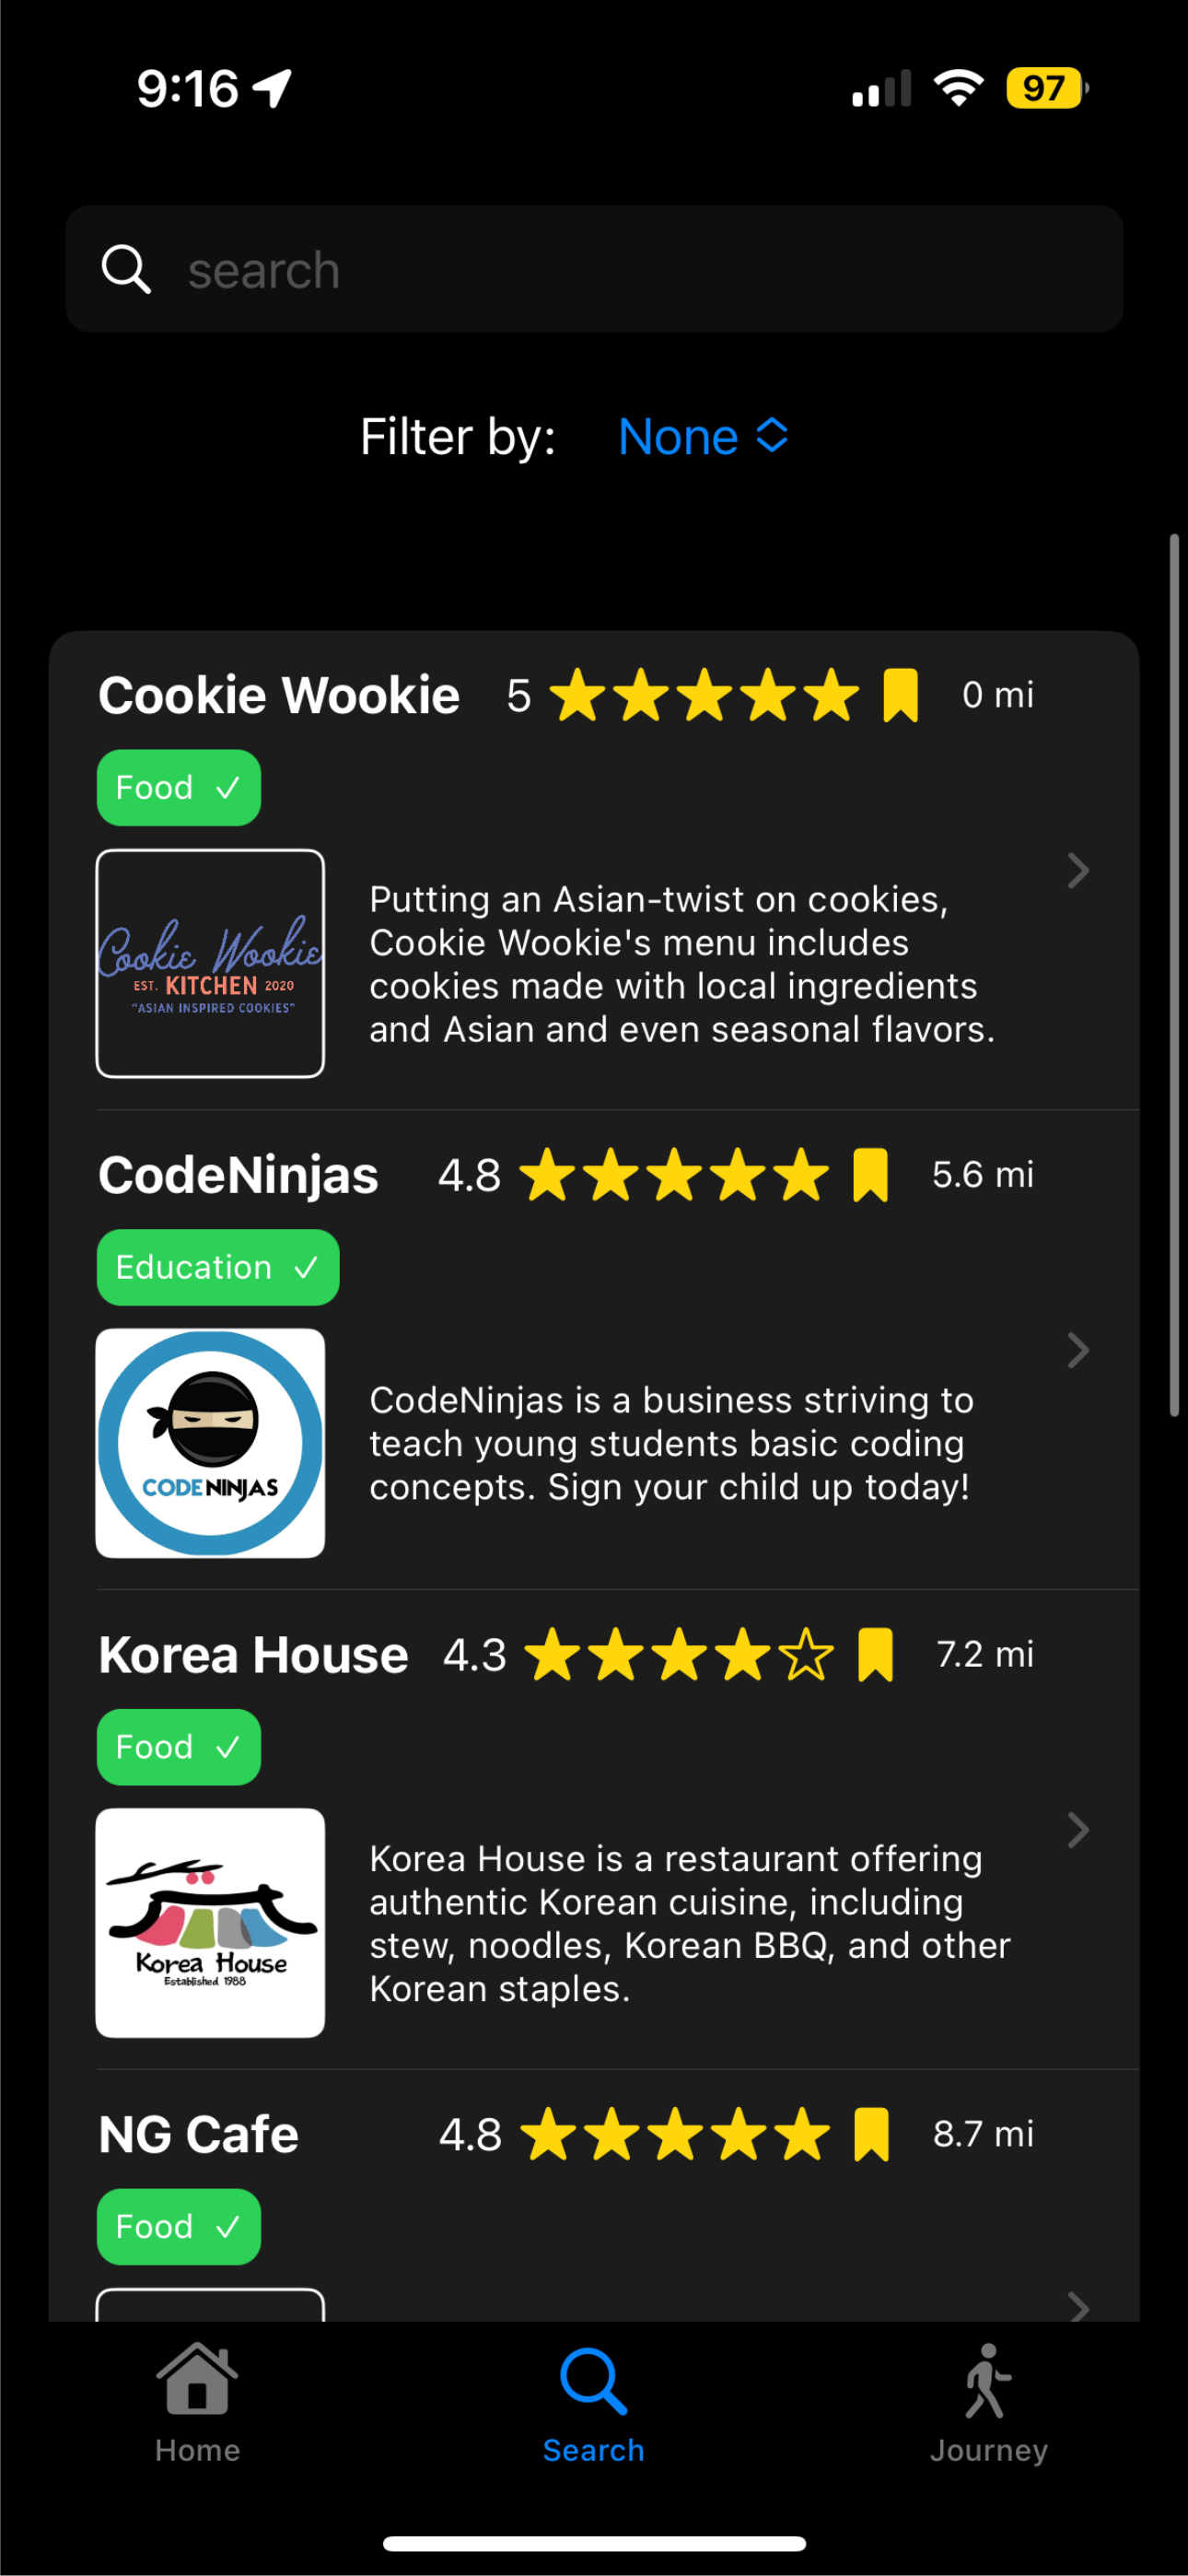 9:16
97
search
Filter by: None
Cookie Wookie 5 0 mi
Food ✓
Cookie Wookie
EST. KITCHEN 2020
"ASIAN INSPIRED COOKIES"
Putting an Asian-twist on cookies,
Cookie Wookie's menu includes
cookies made with local ingredients
and Asian and even seasonal flavors.
CodeNinjas 4.8 5.6 mi
Education ✓
CODE NINJAS
CodeNinjas is a business striving to
teach young students basic coding
concepts. Sign your child up today!
Korea House 4.3 7.2 mi
Food ✓
Korea House
Established 1988
Korea House is a restaurant offering
authentic Korean cuisine, including
stew, noodles, Korean BBQ, and other
Korean staples.
NG Cafe 4.8 8.7 mi
Food ✓
Home Search Journey